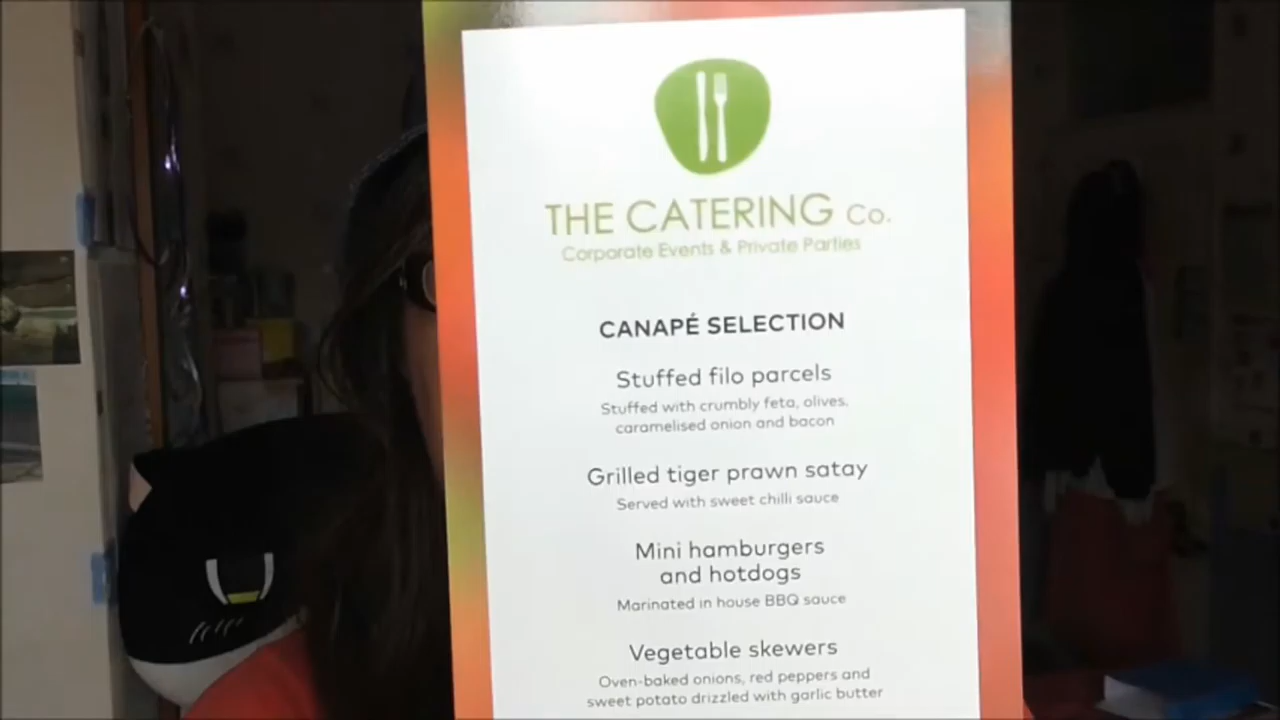 THE CATERING Co.
Corporate Events & Private Parties
CANAPÉ SELECTION
Stuffed filo parcels
Stuffed with crumbly feta, olives,
caramelised onion and bacon
Grilled tiger prawn satay
Served with sweet chilli sauce
Mini hamburgers
and hotdogs
Marinated in house BBQ sauce
Vegetable skewers
Oven-baked onions, red peppers and
sweet potato drizzled with garlic butter